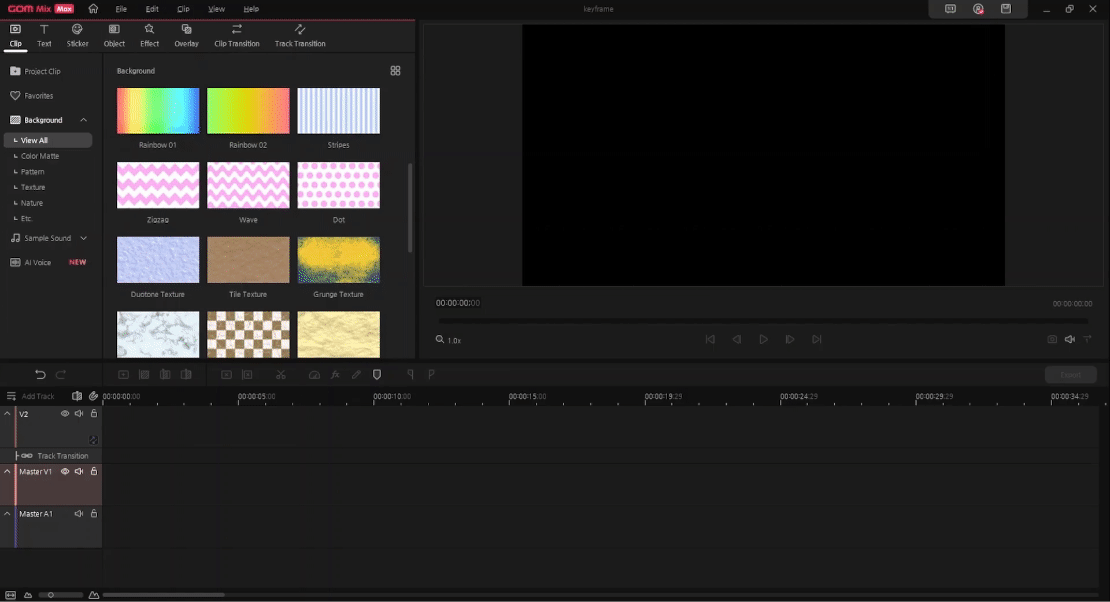 GOM Mix Max File Edit Clip View Help keyframe
Clip Text Sticker Object Effect Overlay Clip Transition Track Transition
Project Clip
Favorites
Background
View All
Color Matte
Pattern
Texture
Nature
Etc.
Sample Sound
AI Voice NEW
Background
Rainbow 01 Rainbow 02 Stripes
Zigzag Wave Dot
Duotone Texture Tile Texture Grunge Texture
00:00:00:00 00:00:00:00
1.0x
Export
Add Track 00:00:00:00 00:00:05:00 00:00:10:00 00:00:15:00 00:00:19:29 00:00:24:29 00:00:29:29 00:00:34:29
V2
Track Transition
Master V1
Master A1